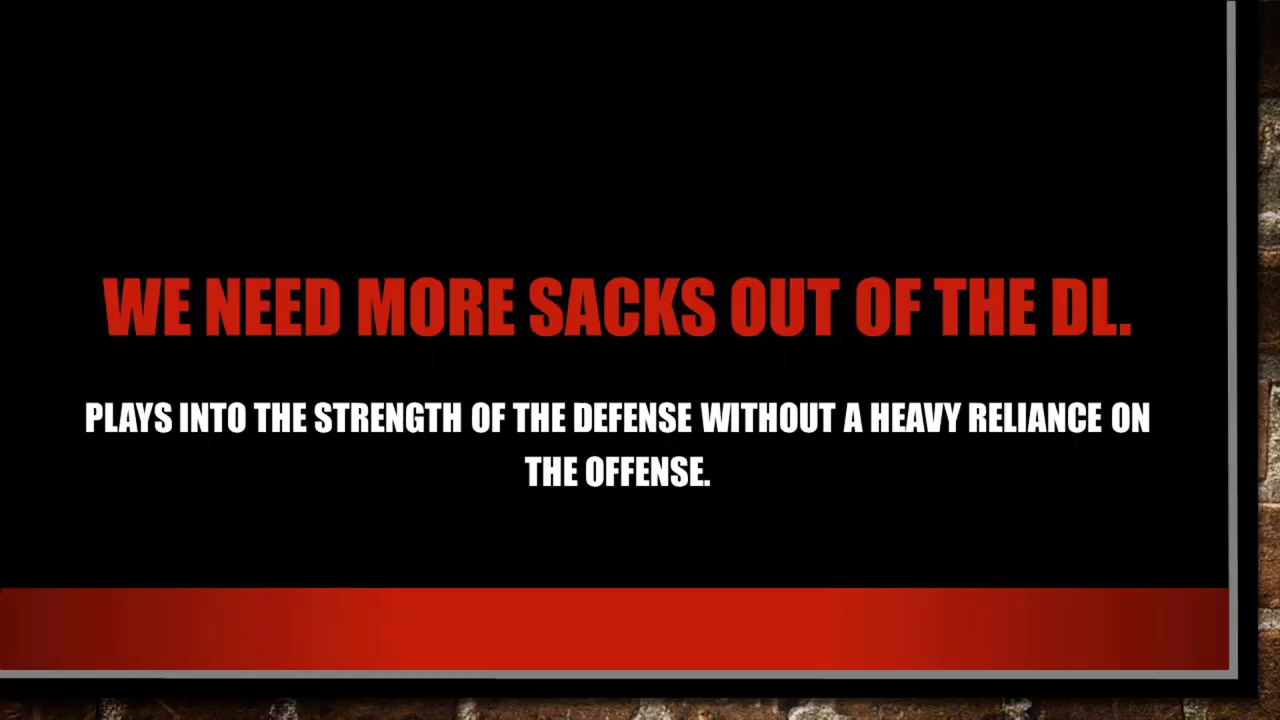 WE NEED MORE SACKS OUT OF THE DL.
PLAYS INTO THE STRENGTH OF THE DEFENSE WITHOUT A HEAVY RELIANCE ON
THE OFFENSE.